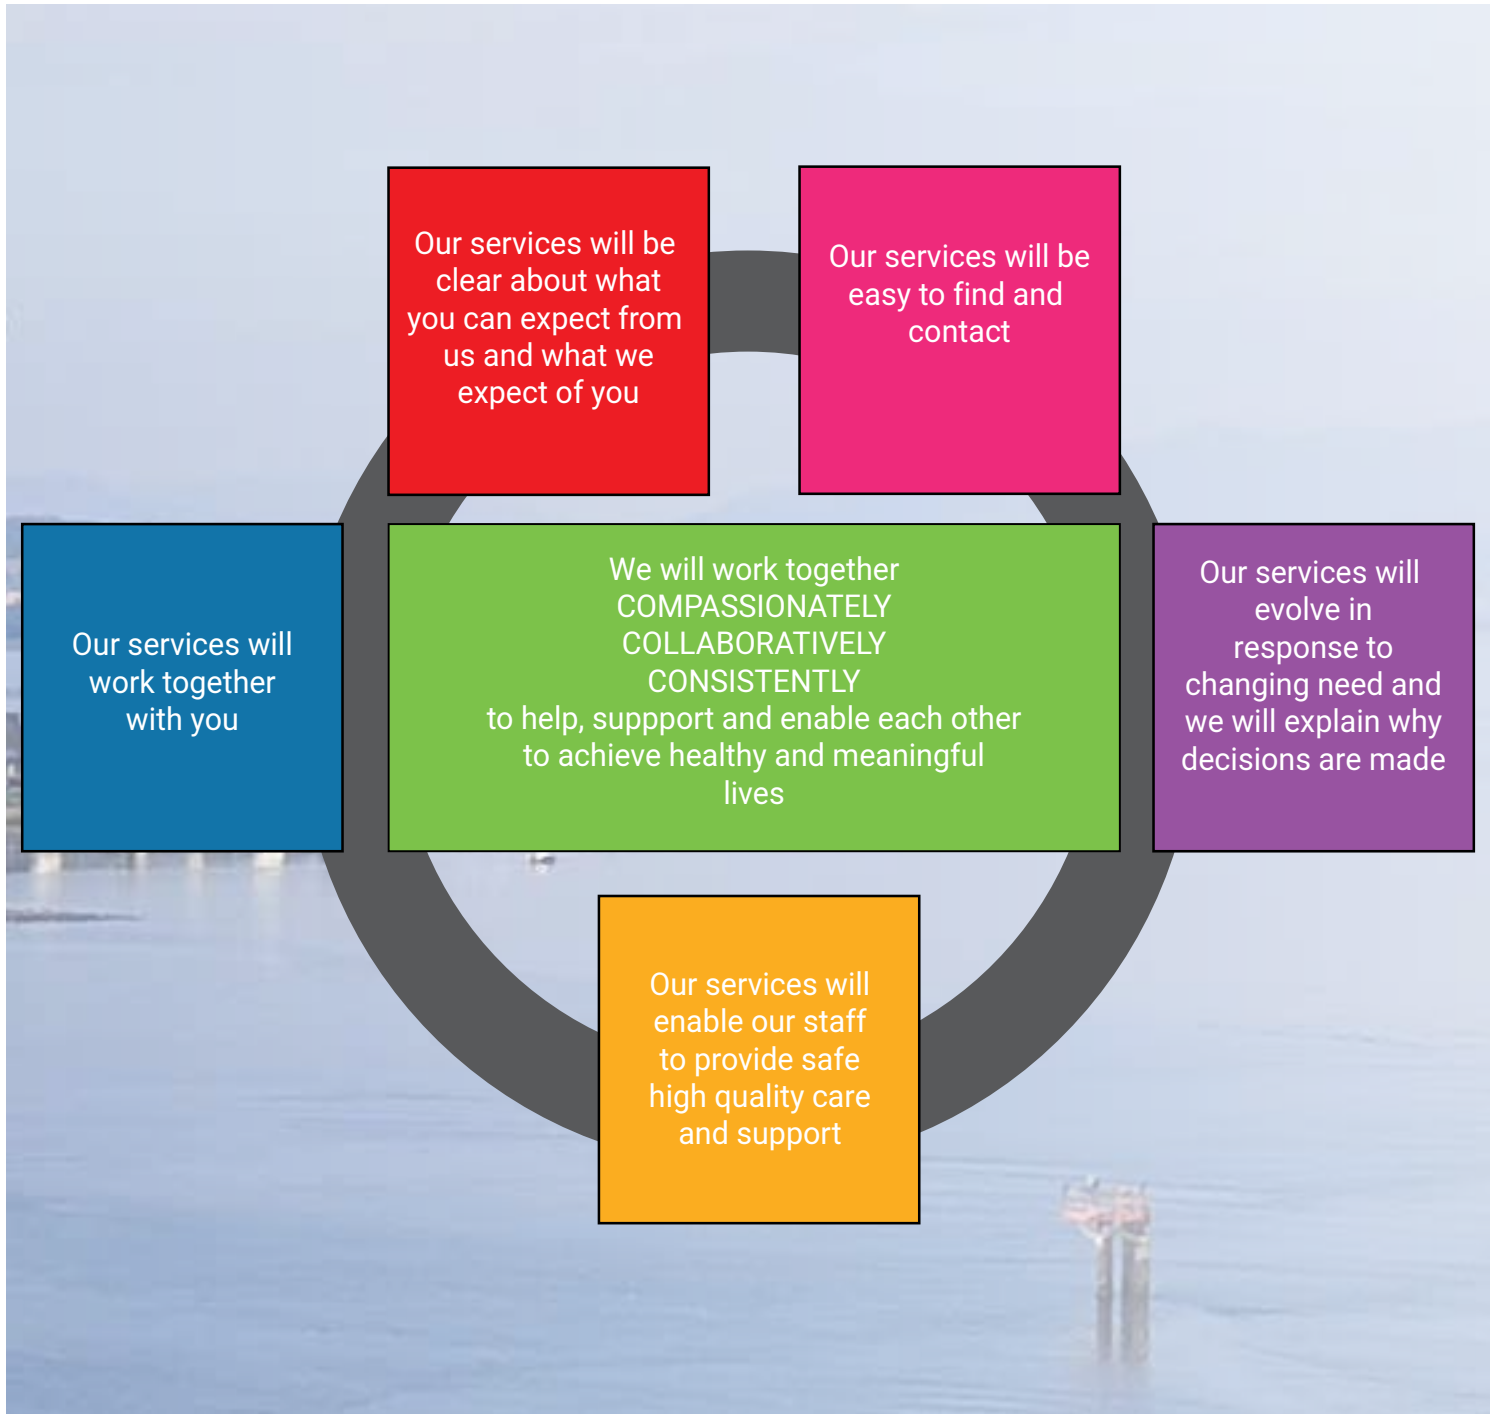 Our services will be
clear about what
you can expect from
us and what we
expect of you
Our services will be
easy to find and
contact
Our services will
work together
with you
We will work together
COMPASSIONATELY
COLLABORATIVELY
CONSISTENTLY
to help, suppport and enable each other
to achieve healthy and meaningful
lives
Our services will
evolve in
response to
changing need and
we will explain why
decisions are made
Our services will
enable our staff
to provide safe
high quality care
and support